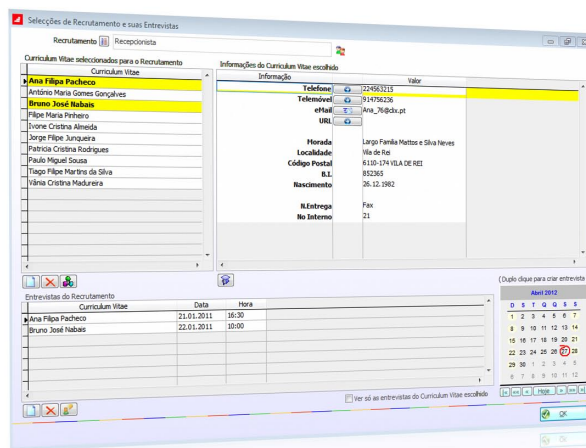 Selecções de Recrutamento e suas Entrevistas
Recrutamento Recepcionista
Curriculum Vitae seleccionados para o Recrutamento
Curriculum Vitae
Ana Filipa Pacheco
António Maria Gomes Gonçalves
Bruno José Nabais
Filipe Maria Pinheiro
Ivone Cristina Almeida
Jorge Filipe Junqueira
Patricia Cristina Rodrigues
Paulo Miguel Sousa
Tiago Filipe Martins da Silva
Vânia Cristina Madureira
Informações do Curriculum Vitae escolhido
Informação Valor
Telefone 224563215
Telemóvel 914756236
eMail Ana_76@clix.pt
URL
Morada Largo Familia Mattos e Silva Neves
Localidade Vila de Rei
Código Postal 6110-174 VILA DE REI
B.I. 852365
Nascimento 26.12.1982
N.Entrega Fax
No Interno 21
Entrevistas do Recrutamento
Curriculum Vitae Data Hora
Ana Filipa Pacheco 21.01.2011 16:30
Bruno José Nabais 22.01.2011 10:00
Ver só as entrevistas do Curriculum Vitae escolhido
(Duplo clique para criar entrevista
Abril 2012
D S T Q Q S S
1 2 3 4 5 6 7
8 9 10 11 12 13 14
15 16 17 18 19 20 21
22 23 24 25 26 27 28
29 30 1 2 3 4 5
6 7 8 9 10 11 12
Hoje
OK